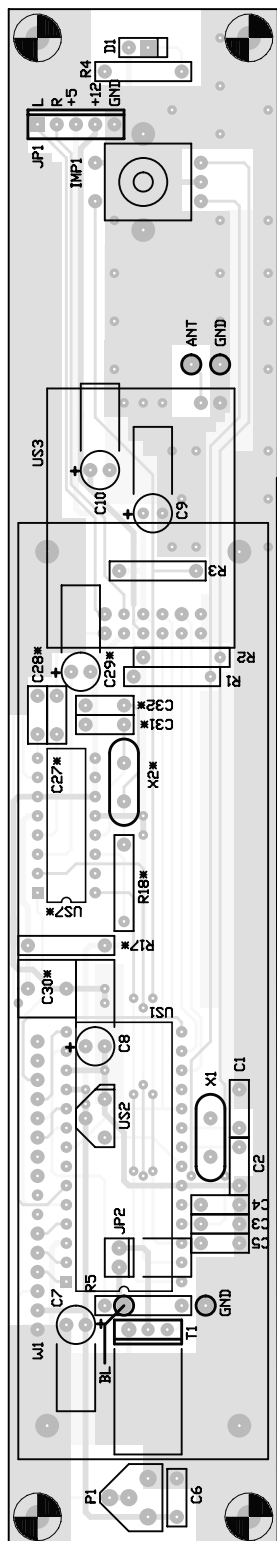 D1
R4
L
R
+5
+12
GND
JP1
IMP1
ANT
GND
US3
+
C10
+
C9
R3
R2
R1
C28*
+
C29*
C32*
C31*
C27*
X2*
US7*
R18*
R17*
C30*
US1
+
C8
US2
X1
C1
C2
C4
C3
C5
JP2
R5
GND
C7
+
W1
T1
BL
P1
C6